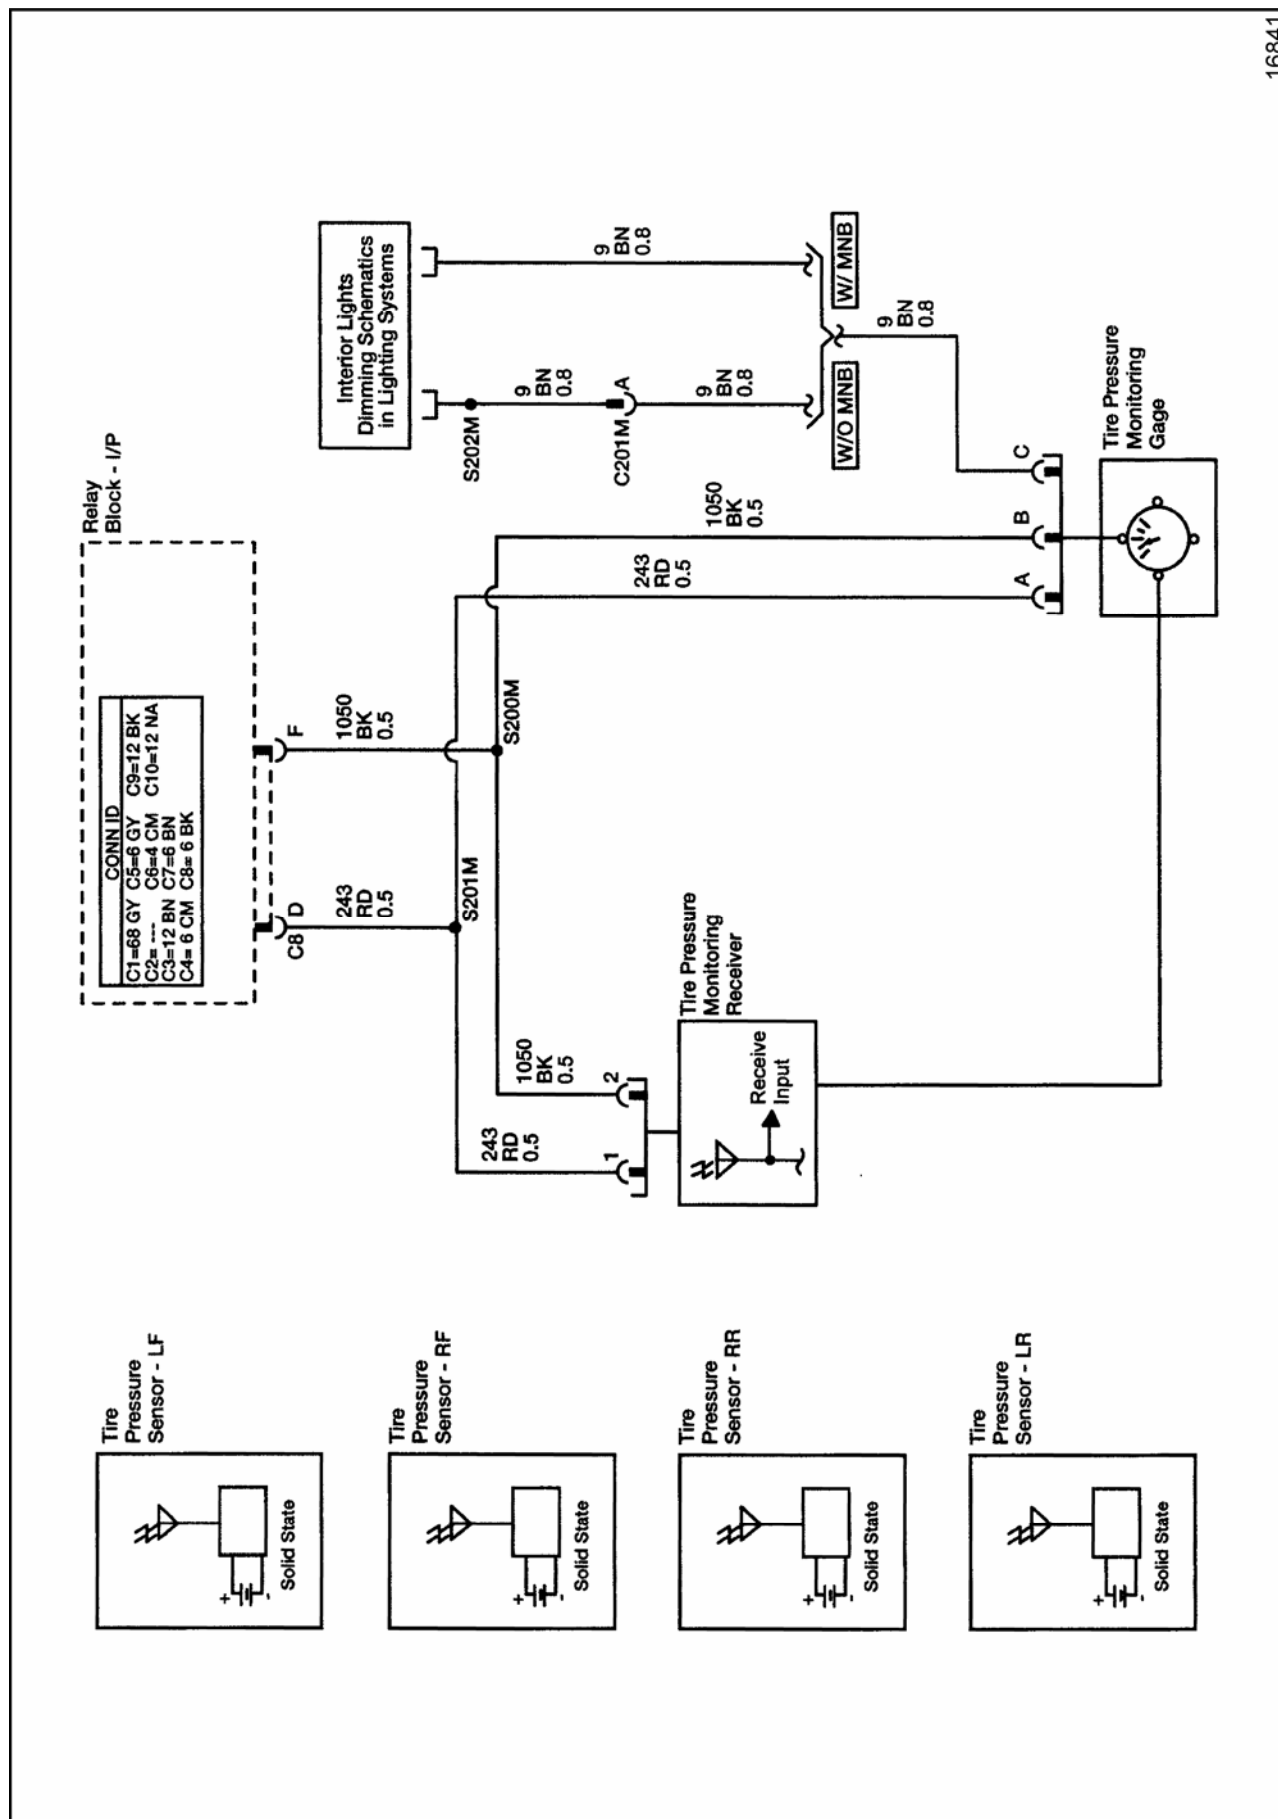 16841
Relay
Block - I/P
CONN ID
C1=68 GY C5=6 GY C9=12 BK
C2= --- C6=4 CM C10=12 NA
C3=12 BN C7=6 BN
C4= 6 CM C8= 6 BK
C8 D
F
243
RD
0.5
1050
BK
0.5
S201M
S200M
Interior Lights
Dimming Schematics
in Lighting Systems
S202M
9
BN
0.8
9
BN
0.8
C201M A
9
BN
0.8
W/O MNB
W/ MNB
9
BN
0.8
243
RD
0.5
1050
BK
0.5
A
B
C
Tire Pressure
Monitoring
Gage
243
RD
0.5
1050
BK
0.5
1
2
Tire Pressure
Monitoring
Receiver
Receive
Input
Tire
Pressure
Sensor - LF
+
-
Solid State
Tire
Pressure
Sensor - RF
+
-
Solid State
Tire
Pressure
Sensor - RR
+
-
Solid State
Tire
Pressure
Sensor - LR
+
-
Solid State